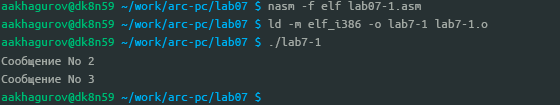 aakhagurov@dk8n59 ~/work/arc-pc/lab07 $ nasm -f elf lab07-1.asm
aakhagurov@dk8n59 ~/work/arc-pc/lab07 $ ld -m elf_i386 -o lab7-1 lab7-1.o
aakhagurov@dk8n59 ~/work/arc-pc/lab07 $ ./lab7-1
Сообщение No 2
Сообщение No 3
aakhagurov@dk8n59 ~/work/arc-pc/lab07 $